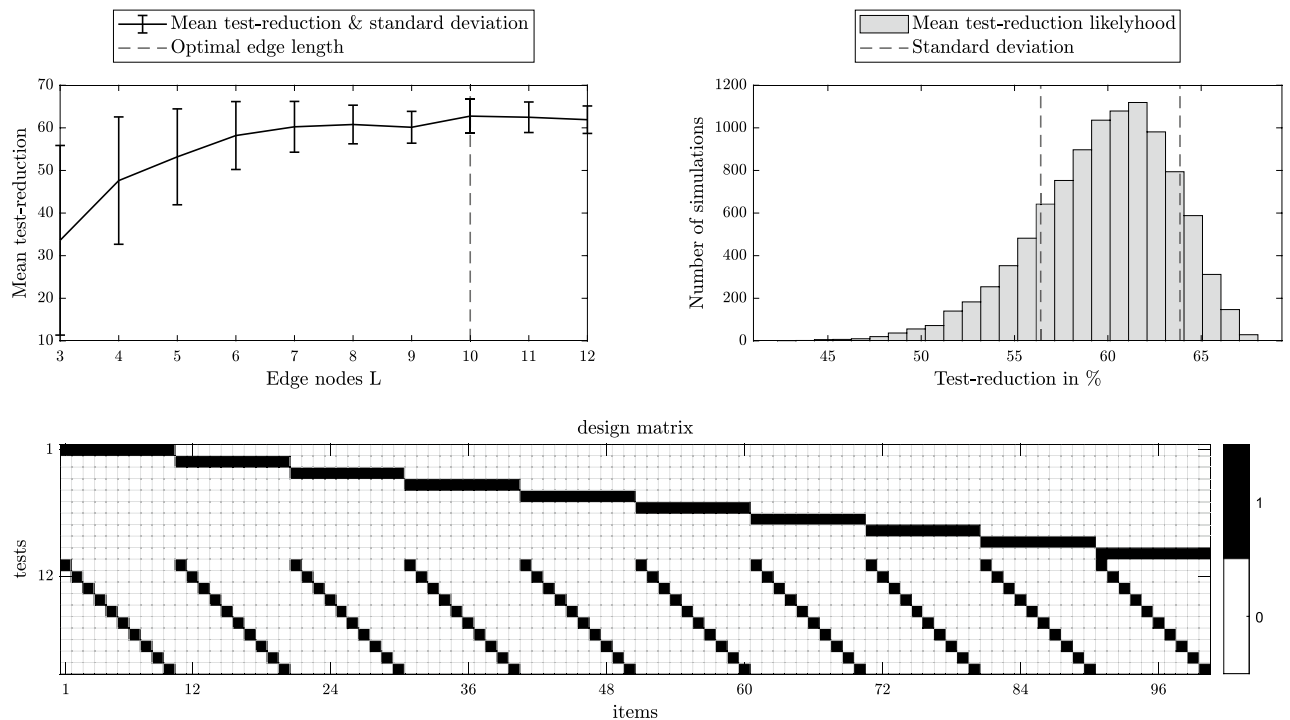 Mean test-reduction & standard deviation
Optimal edge length
Mean test-reduction
70
60
50
40
30
20
10
3 4 5 6 7 8 9 10 11 12
Edge nodes L
Mean test-reduction likelyhood
Standard deviation
Number of simulations
1200
1000
800
600
400
200
0
45 50 55 60 65
Test-reduction in %
design matrix
tests
1
12
1 12 24 36 48 60 72 84 96
items
1
0